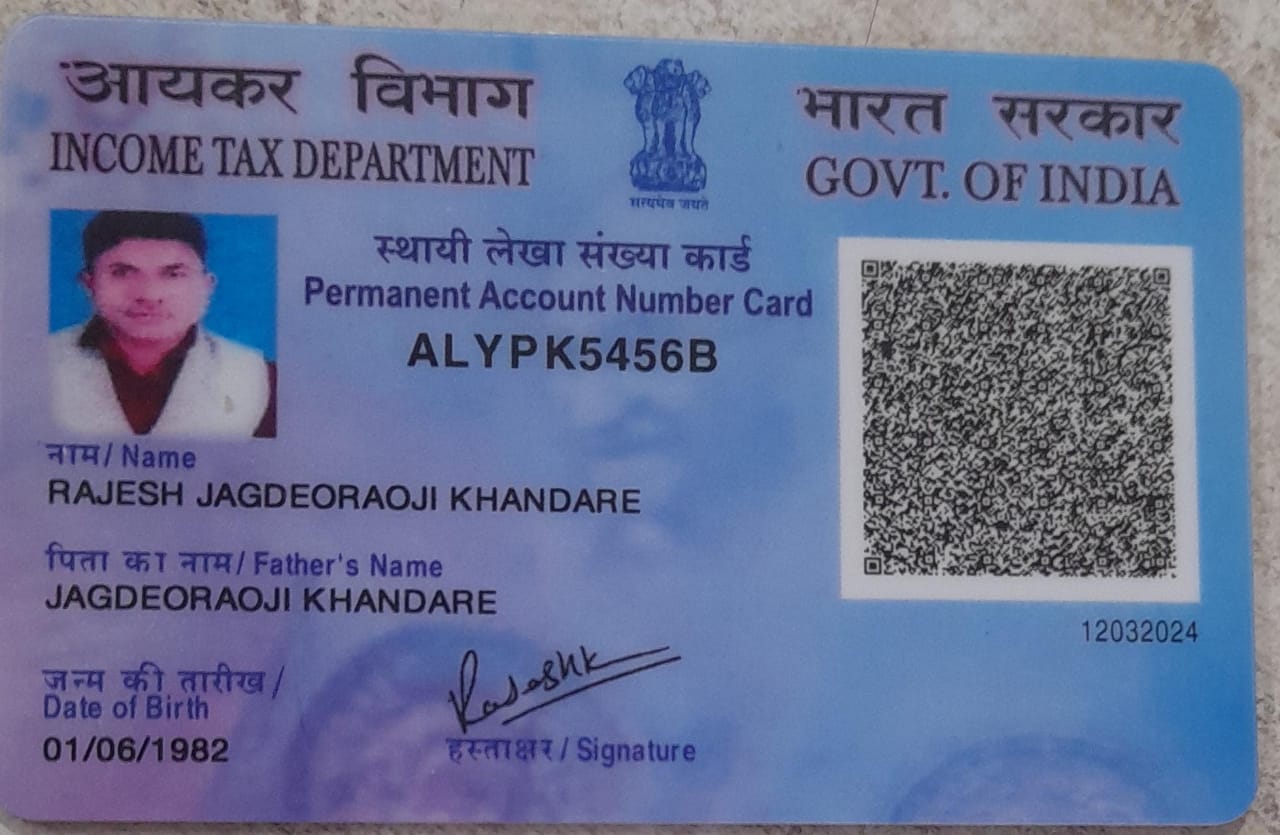 आयकर विभाग
INCOME TAX DEPARTMENT
सत्यमेव जयते
भारत सरकार
GOVT. OF INDIA
स्थायी लेखा संख्या कार्ड
Permanent Account Number Card
ALYPK5456B
नाम / Name
RAJESH JAGDEORAOJI KHANDARE
पिता का नाम / Father's Name
JAGDEORAOJI KHANDARE
12032024
जन्म की तारीख /
Date of Birth
01/06/1982
Rajeshk
हस्ताक्षर / Signature